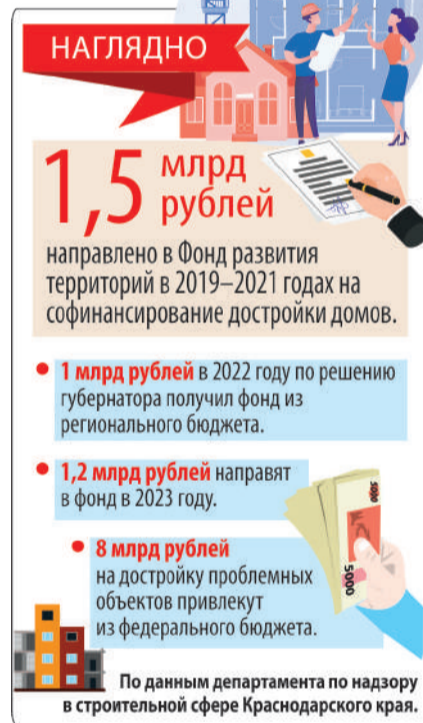 НАГЛЯДНО
1,5 млрд
рублей
направлено в Фонд развития
территорий в 2019–2021 годах на
софинансирование достройки домов.
• 1 млрд рублей в 2022 году по решению
губернатора получил фонд из
регионального бюджета.
• 1,2 млрд рублей направят
в фонд в 2023 году.
• 8 млрд рублей
на достройку проблемных
объектов привлекут
из федерального бюджета.
5000
5000
По данным департамента по надзору
в строительной сфере Краснодарского края.